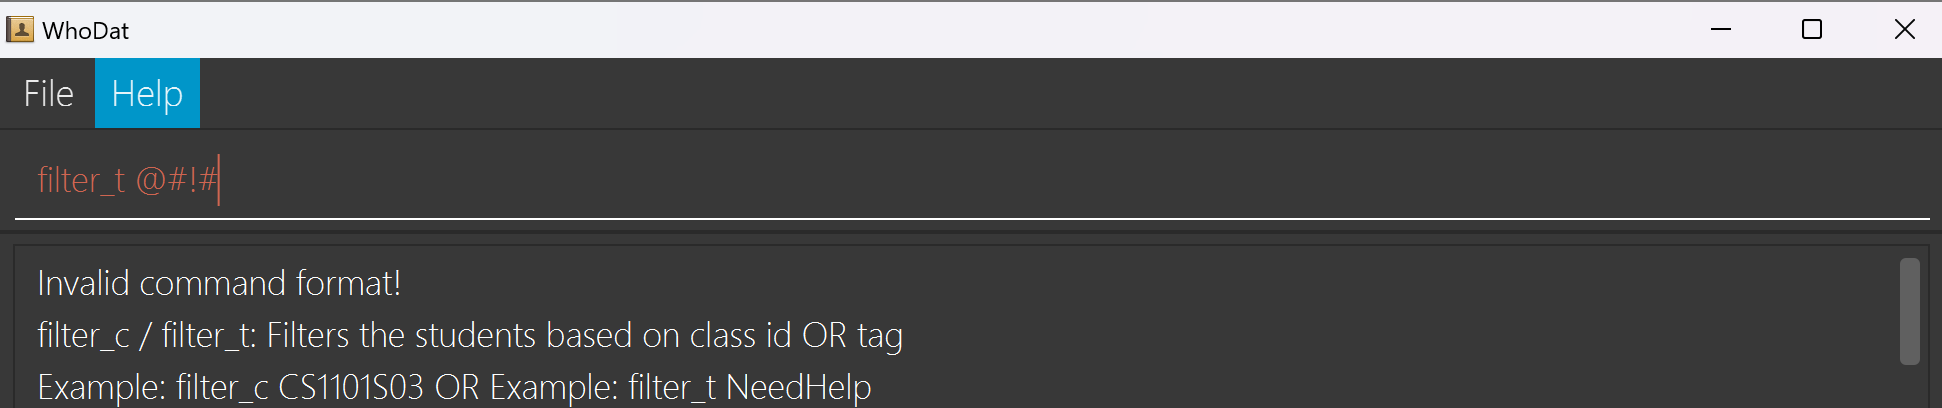 WhoDat
File Help
filter_t @#!#
Invalid command format!
filter_c / filter_t: Filters the students based on class id OR tag
Example: filter_c CS1101S03 OR Example: filter_t NeedHelp